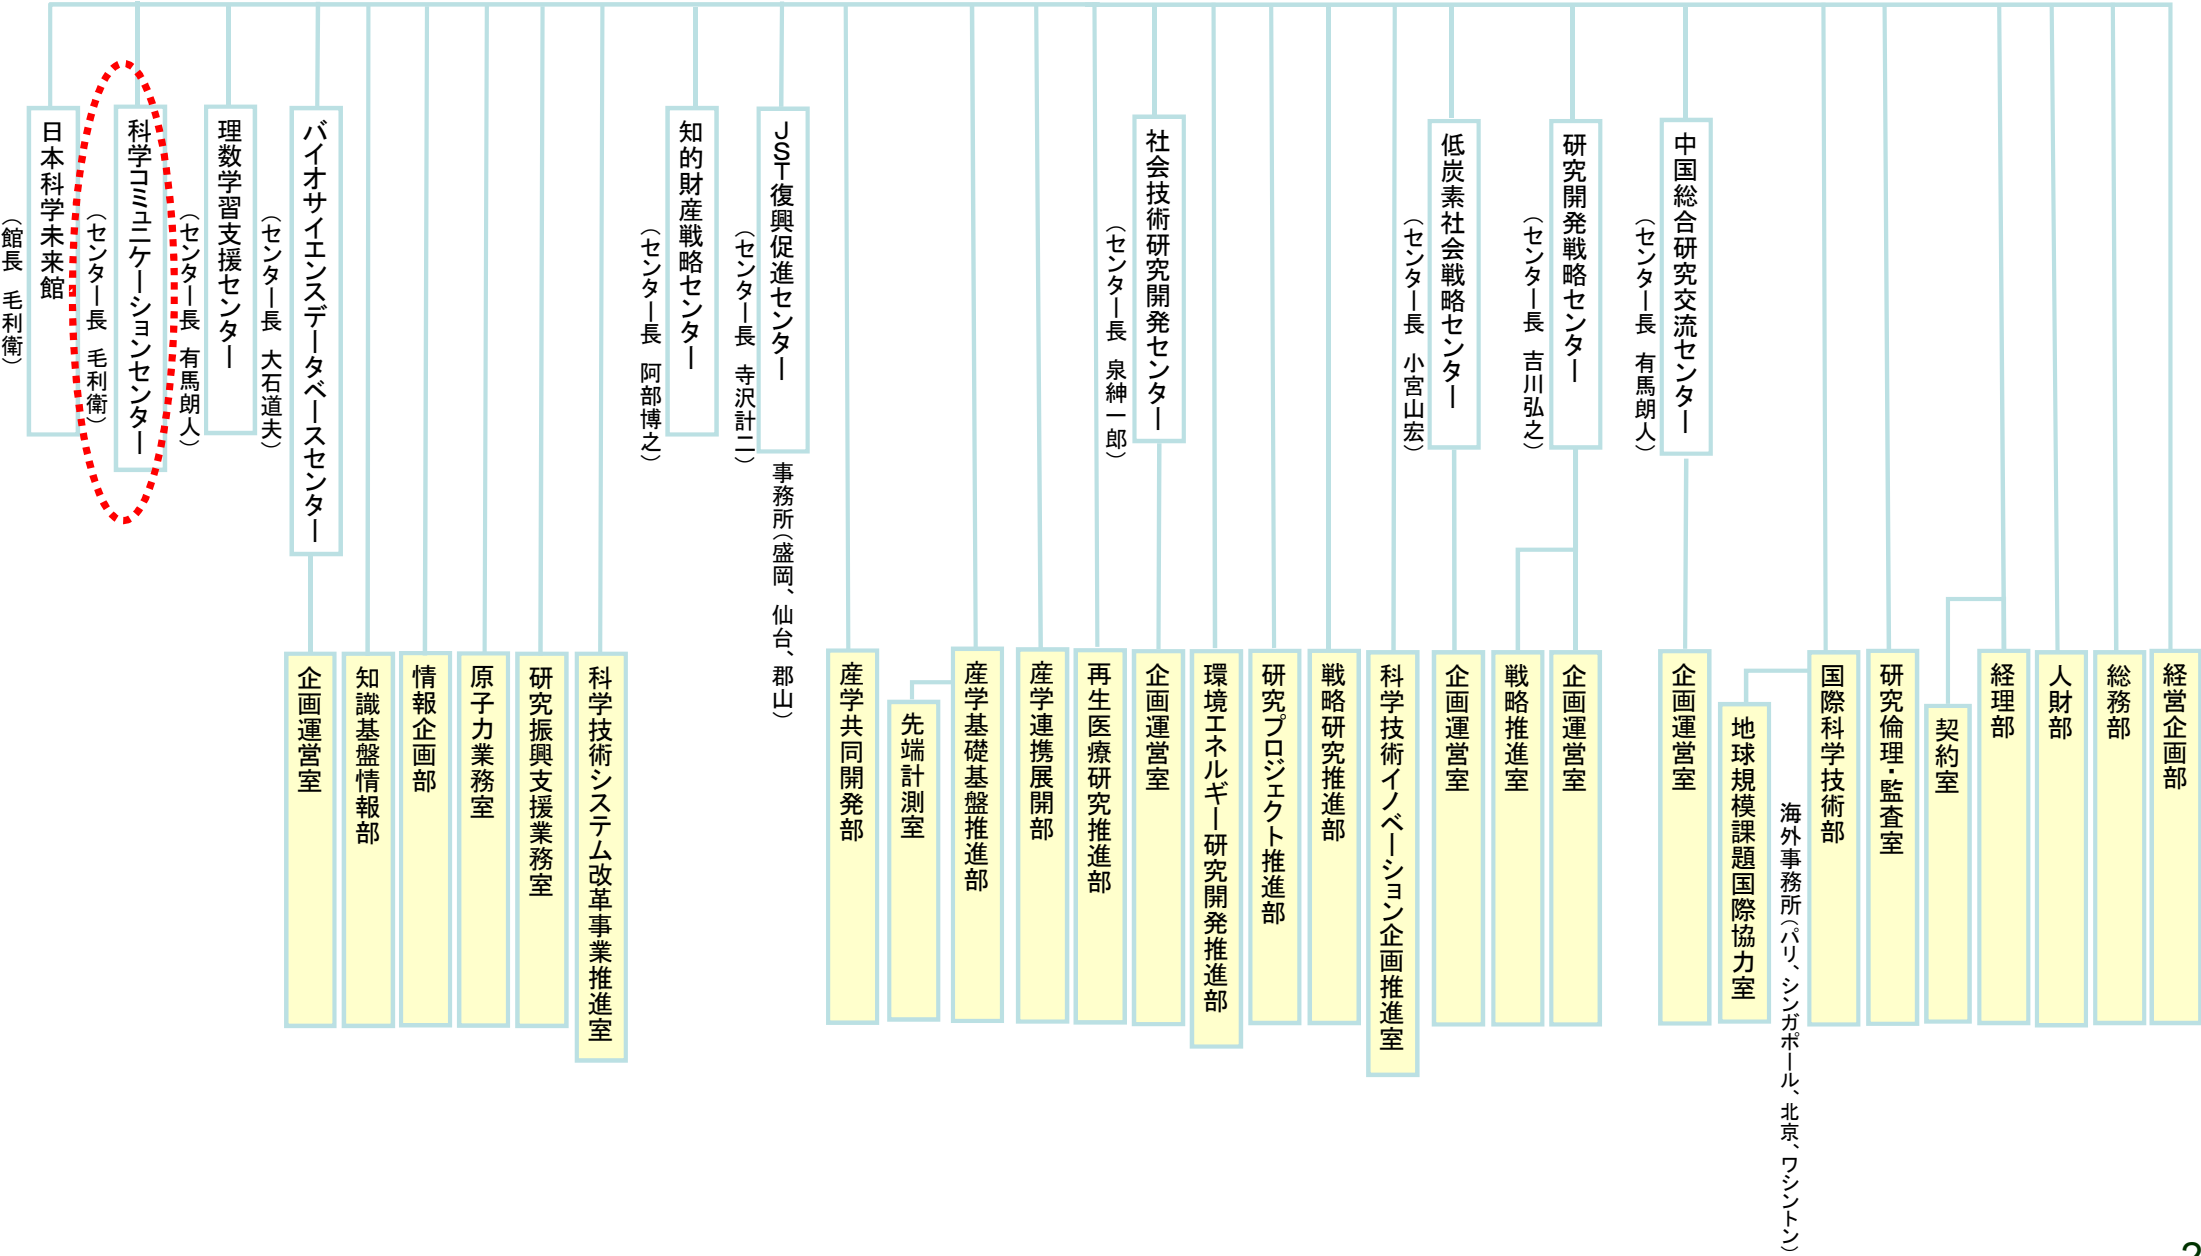 経営企画部
総務部
人財部
経理部
契約室
研究倫理・監査室
国際科学技術部
海外事務所（パリ、シンガポール、北京、ワシントン）
地球規模課題国際協力室
中国総合研究交流センター
（センター長　有馬朗人）
企画運営室
研究開発戦略センター
（センター長　吉川弘之）
企画運営室
戦略推進室
低炭素社会戦略センター
（センター長　小宮山宏）
企画運営室
科学技術イノベーション企画推進室
戦略研究推進部
研究プロジェクト推進部
環境エネルギー研究開発推進部
社会技術研究開発センター
（センター長　泉紳一郎）
企画運営室
再生医療研究推進部
産学連携展開部
産学基礎基盤推進部
先端計測室
産学共同開発部
JST復興促進センター
（センター長　寺沢計二）
事務所（盛岡、仙台、郡山）
知的財産戦略センター
（センター長　阿部博之）
科学技術システム改革事業推進室
研究振興支援業務室
原子力業務室
情報企画部
知識基盤情報部
バイオサイエンスデータベースセンター
（センター長　大石道夫）
企画運営室
理数学習支援センター
（センター長　有馬朗人）
科学コミュニケーションセンター
（センター長　毛利衛）
日本科学未来館
（館長　毛利衛）